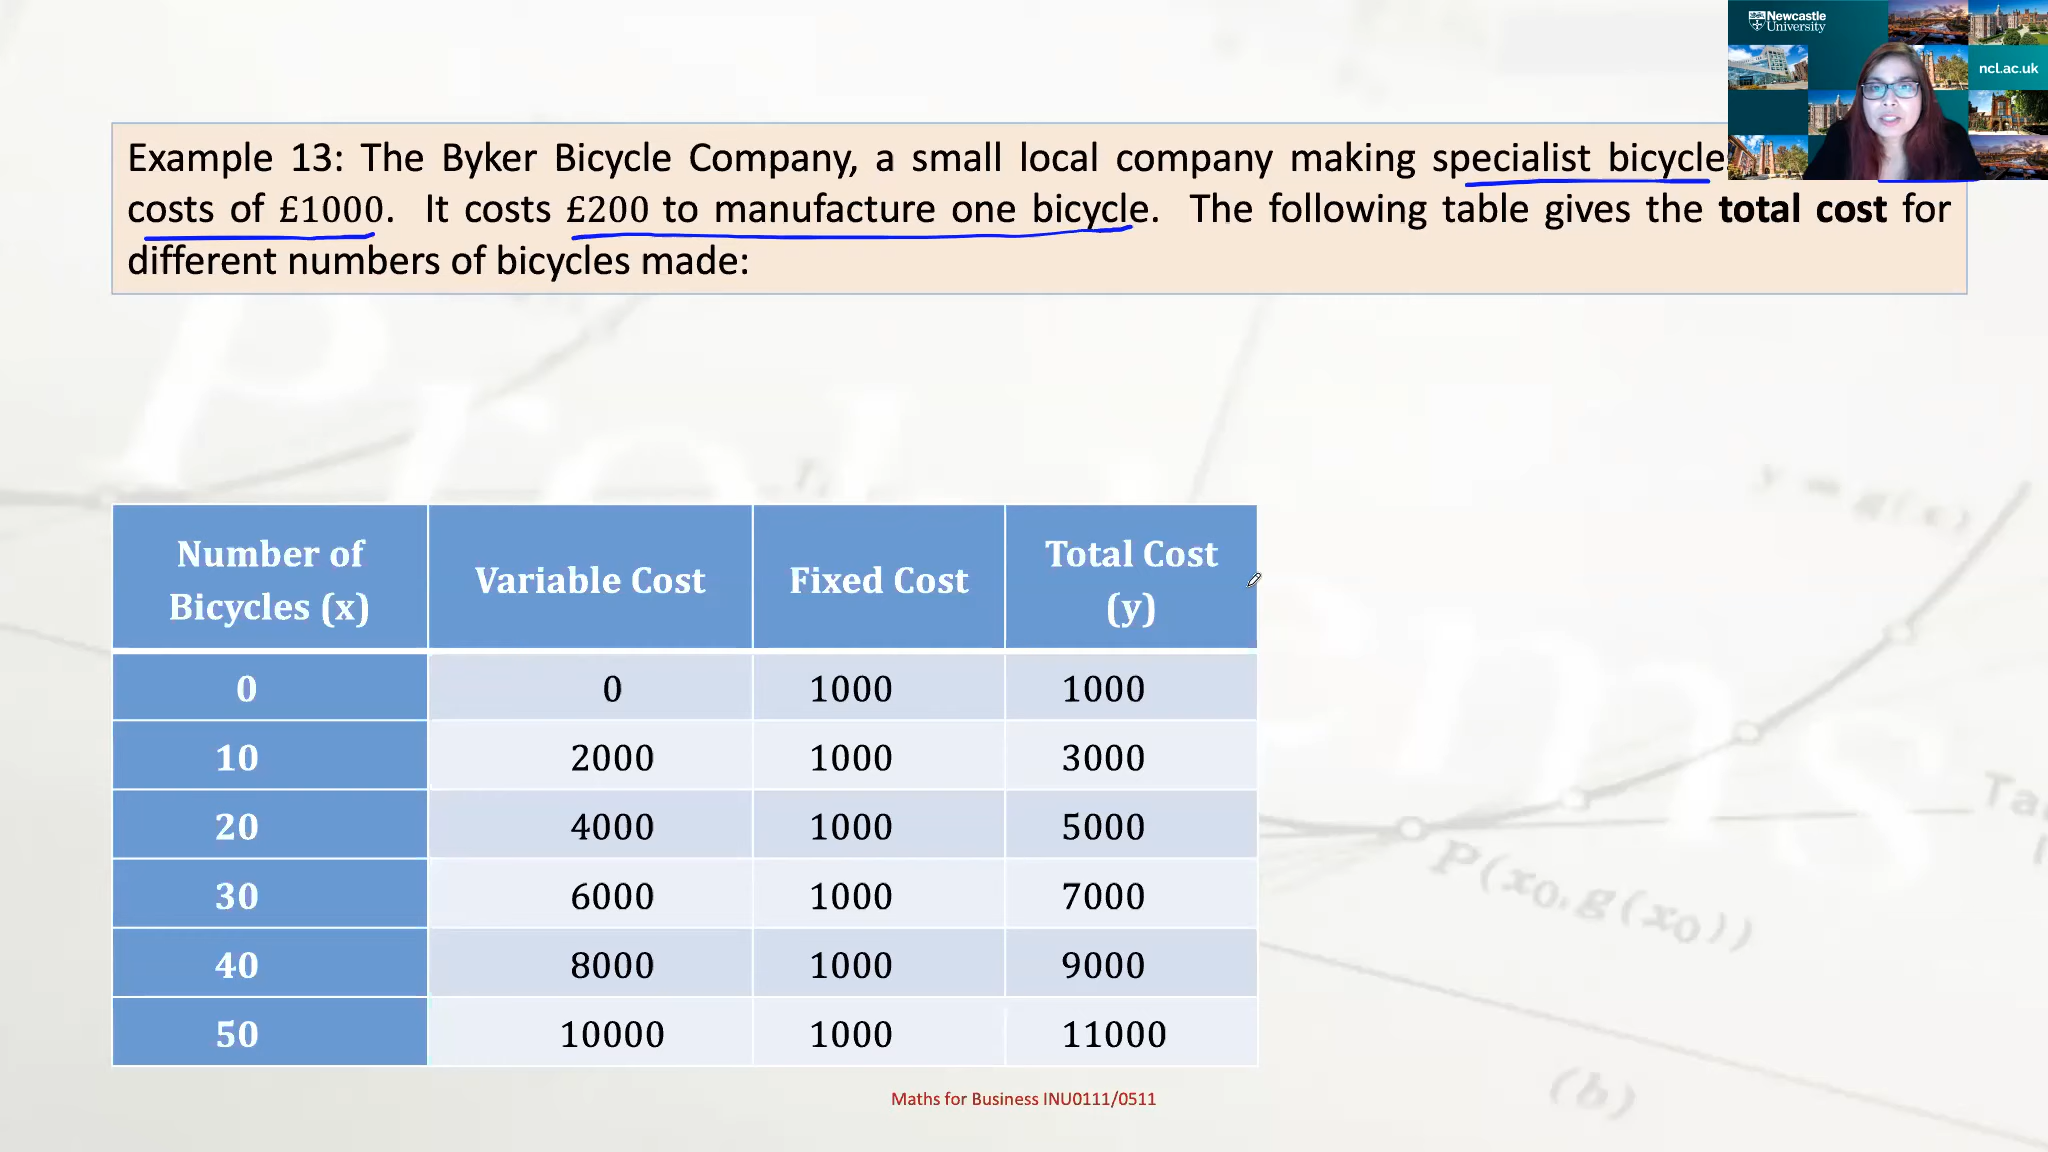 Newcastle
University
ncl.ac.uk
Example 13: The Byker Bicycle Company, a small local company making specialist bicycle
costs of £1000. It costs £200 to manufacture one bicycle. The following table gives the total cost for
different numbers of bicycles made:
y = g(x)
Number of Bicycles (x) Variable Cost Fixed Cost Total Cost (y)
0 0 1000 1000
10 2000 1000 3000
20 4000 1000 5000
30 6000 1000 7000
40 8000 1000 9000
50 10000 1000 11000
P(x0,g(x0))
(b)
Maths for Business INU0111/0511